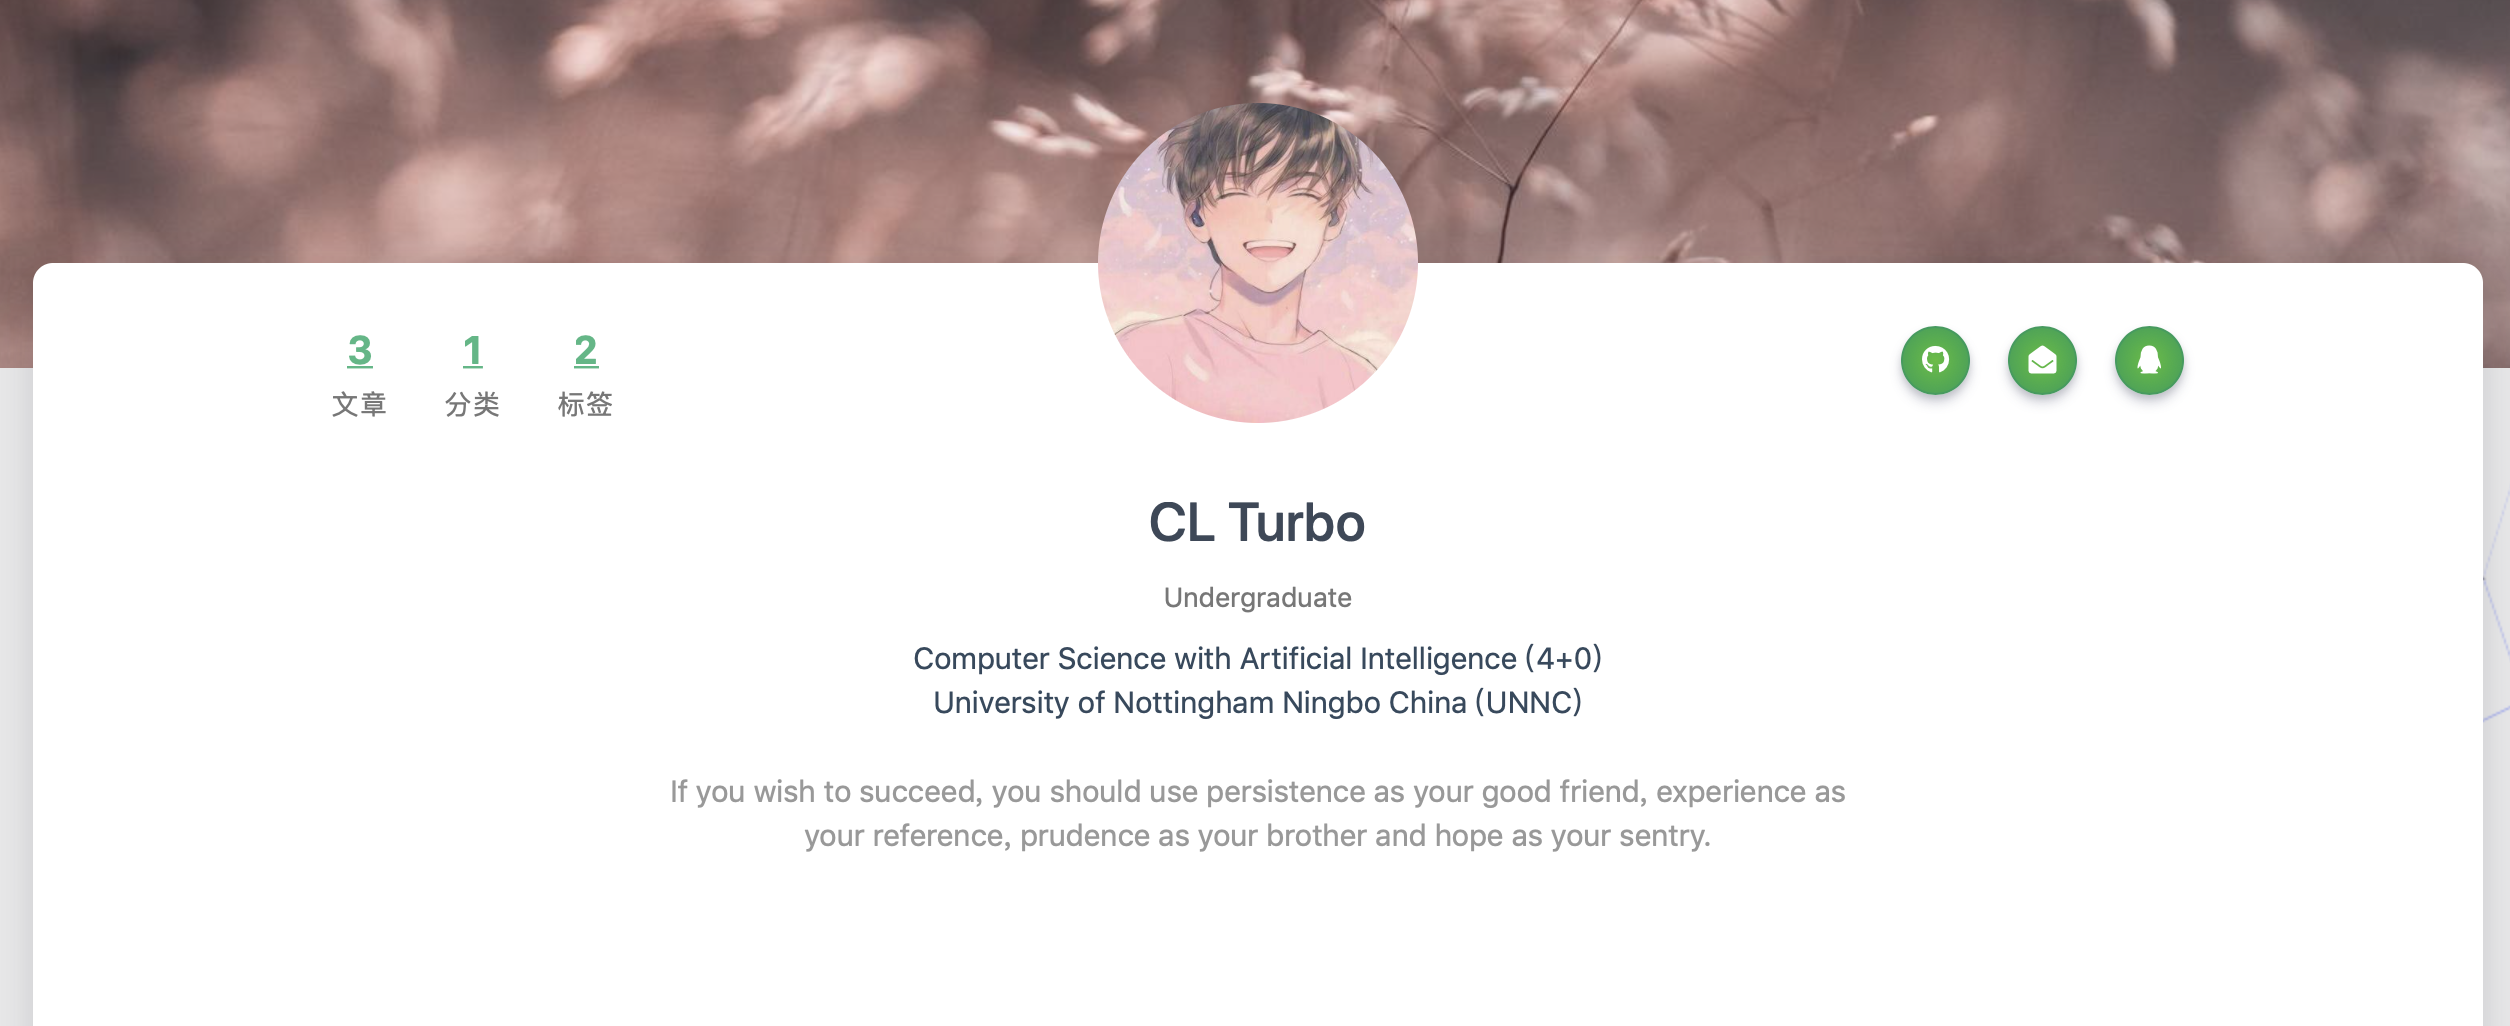 3 1 2
文章 分类 标签
CL Turbo
Undergraduate
Computer Science with Artificial Intelligence (4+0)
University of Nottingham Ningbo China (UNNC)
If you wish to succeed, you should use persistence as your good friend, experience as
your reference, prudence as your brother and hope as your sentry.